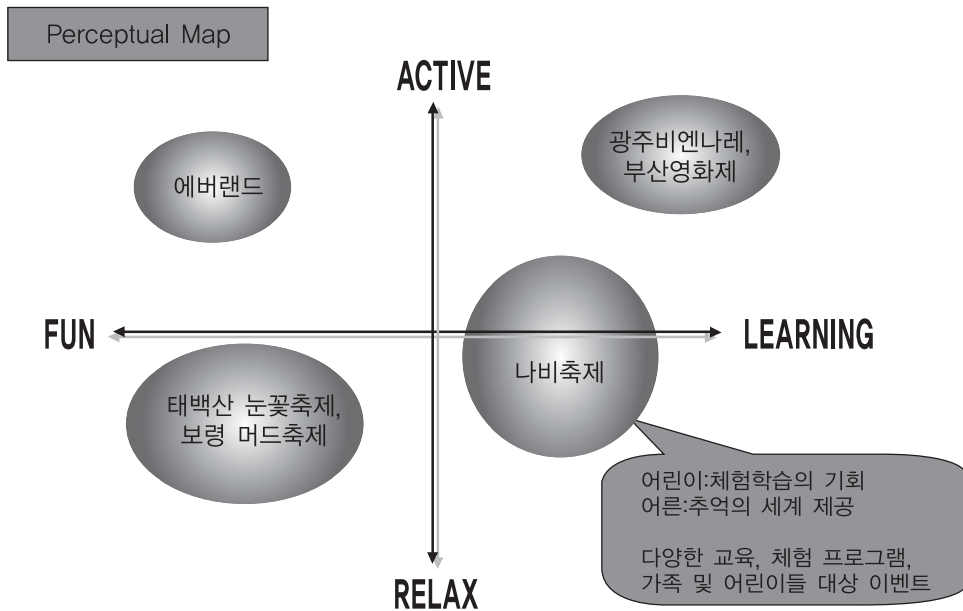 Perceptual Map
ACTIVE
에버랜드
광주비엔나레,
부산영화제
FUN
LEARNING
나비축제
태백산 눈꽃축제,
보령 머드축제
어린이:체험학습의 기회
어른:추억의 세계 제공
다양한 교육, 체험 프로그램,
가족 및 어린이들 대상 이벤트
RELAX